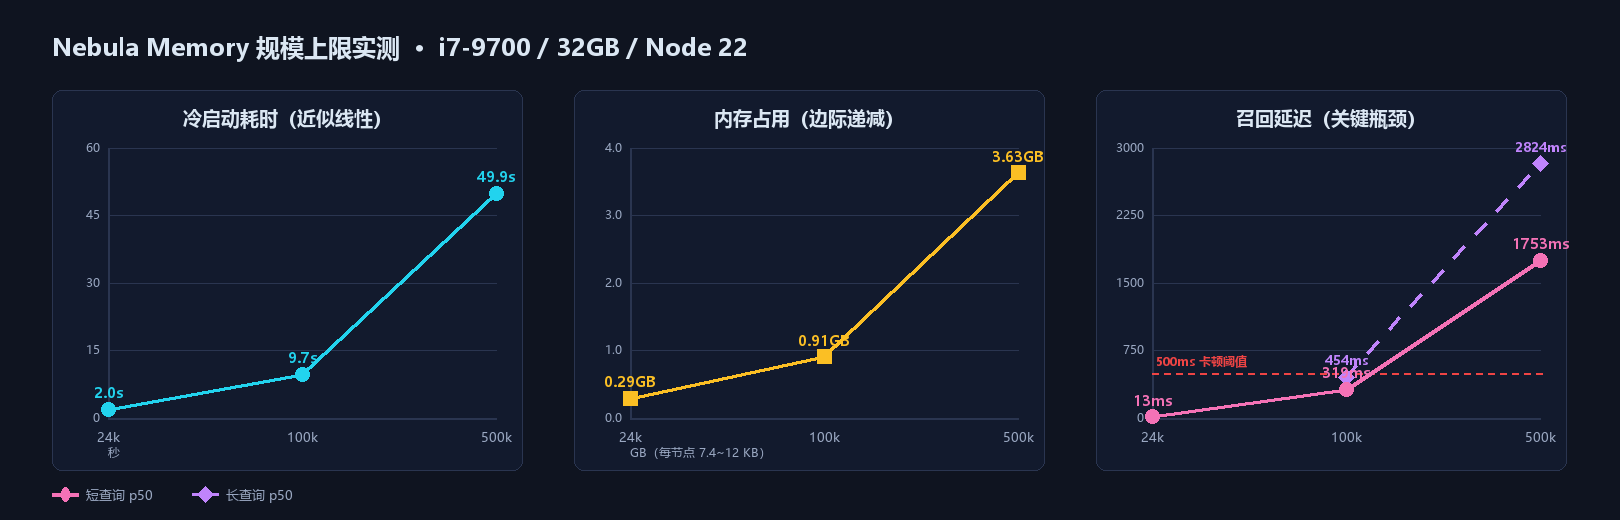 Nebula Memory 规模上限实测 • i7-9700 / 32GB / Node 22
冷启动耗时（近似线性）
60
45
30
15
0
2.0s
9.7s
49.9s
24k
100k
500k
秒
内存占用（边际递减）
4.0
3.0
2.0
1.0
0.0
0.29GB
0.91GB
3.63GB
24k
100k
500k
GB（每节点 7.4~12 KB）
召回延迟（关键瓶颈）
3000
2250
1500
750
0
2824ms
1753ms
500ms 卡顿阈值
454ms
318ms
13ms
24k
100k
500k
短查询 p50
长查询 p50